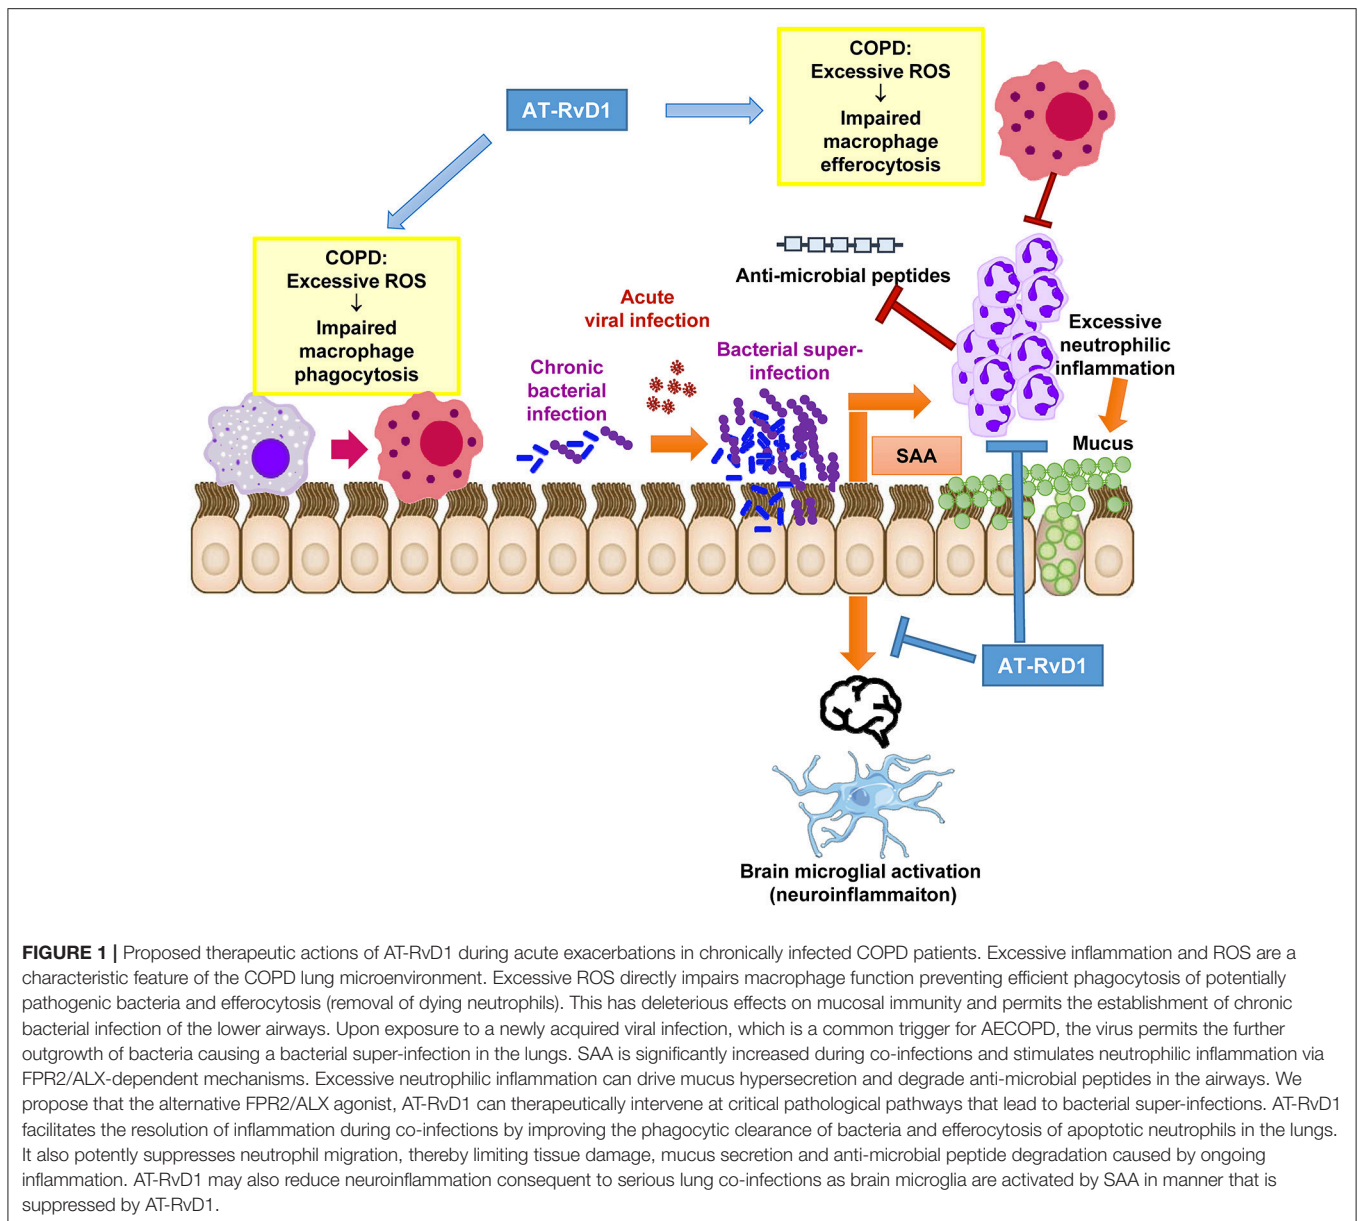 COPD:
Excessive ROS
↓
Impaired
macrophage
efferocytosis
AT-RvD1
COPD:
Excessive ROS
↓
Impaired
macrophage
phagocytosis
Anti-microbial peptides
Acute
viral infection
Chronic
bacterial
infection
Bacterial super-
infection
Excessive
neutrophilic
inflammation
SAA
Mucus
AT-RvD1
Brain microglial activation
(neuroinflammaiton)
FIGURE 1 | Proposed therapeutic actions of AT-RvD1 during acute exacerbations in chronically infected COPD patients. Excessive inflammation and ROS are a
characteristic feature of the COPD lung microenvironment. Excessive ROS directly impairs macrophage function preventing efficient phagocytosis of potentially
pathogenic bacteria and efferocytosis (removal of dying neutrophils). This has deleterious effects on mucosal immunity and permits the establishment of chronic
bacterial infection of the lower airways. Upon exposure to a newly acquired viral infection, which is a common trigger for AECOPD, the virus permits the further
outgrowth of bacteria causing a bacterial super-infection in the lungs. SAA is significantly increased during co-infections and stimulates neutrophilic inflammation via
FPR2/ALX-dependent mechanisms. Excessive neutrophilic inflammation can drive mucus hypersecretion and degrade anti-microbial peptides in the airways. We
propose that the alternative FPR2/ALX agonist, AT-RvD1 can therapeutically intervene at critical pathological pathways that lead to bacterial super-infections. AT-RvD1
facilitates the resolution of inflammation during co-infections by improving the phagocytic clearance of bacteria and efferocytosis of apoptotic neutrophils in the lungs.
It also potently suppresses neutrophil migration, thereby limiting tissue damage, mucus secretion and anti-microbial peptide degradation caused by ongoing
inflammation. AT-RvD1 may also reduce neuroinflammation consequent to serious lung co-infections as brain microglia are activated by SAA in manner that is
suppressed by AT-RvD1.